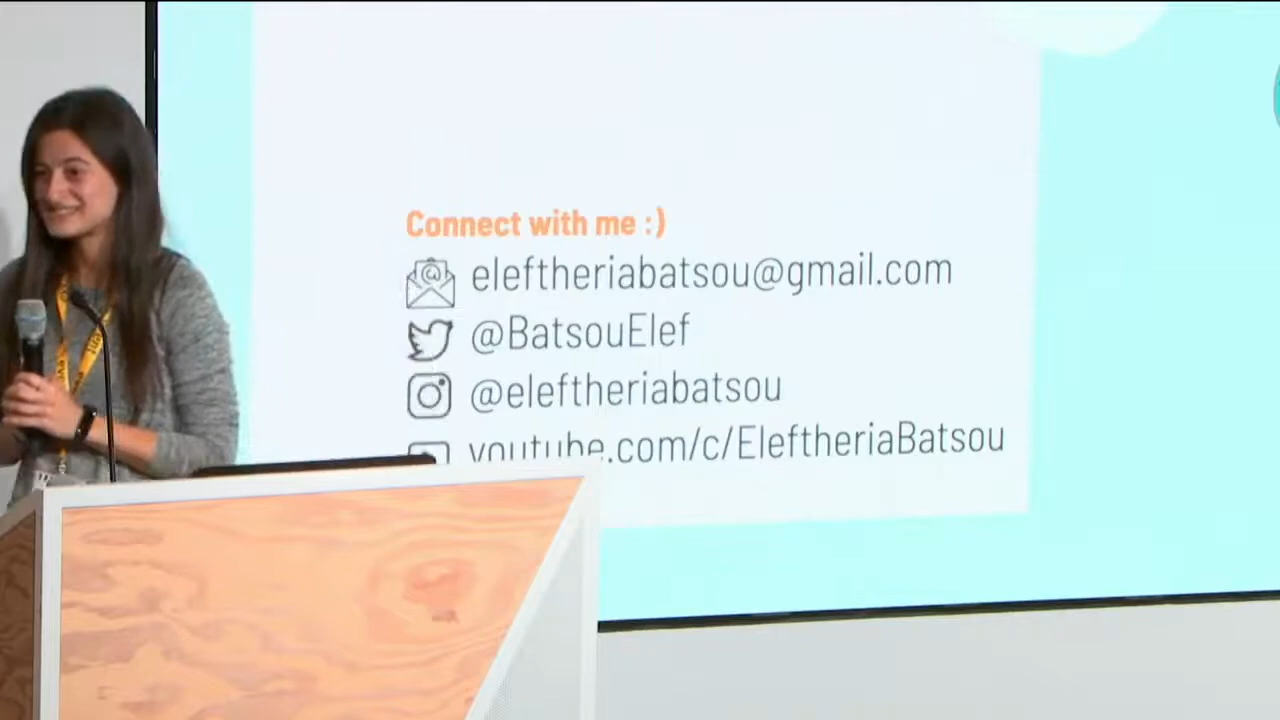 Connect with me :)
eleftheriabatsou@gmail.com
@BatsouElef
@eleftheriabatsou
youtube.com/c/EleftheriaBatsou